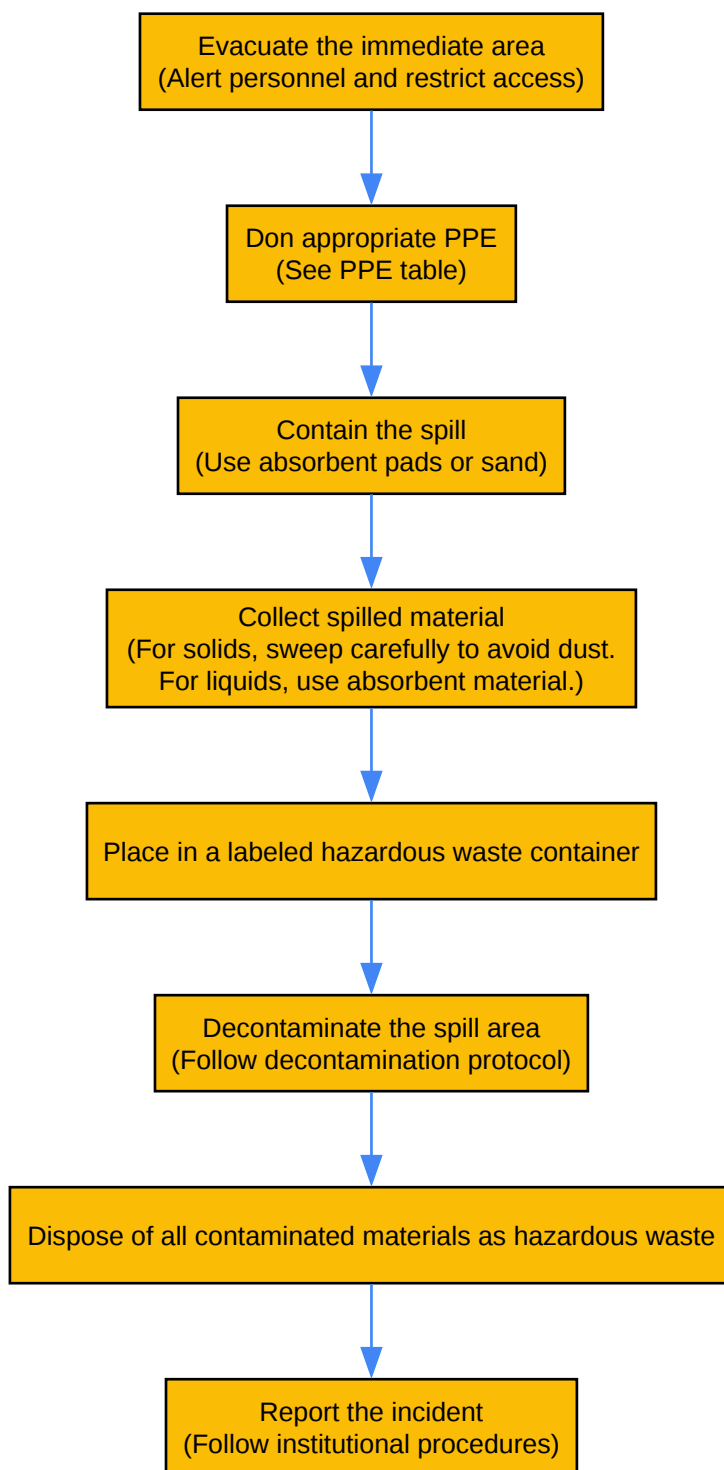 Evacuate the immediate area
(Alert personnel and restrict access)
Don appropriate PPE
(See PPE table)
Contain the spill
(Use absorbent pads or sand)
Collect spilled material
(For solids, sweep carefully to avoid dust.
For liquids, use absorbent material.)
Place in a labeled hazardous waste container
Decontaminate the spill area
(Follow decontamination protocol)
Dispose of all contaminated materials as hazardous waste
Report the incident
(Follow institutional procedures)